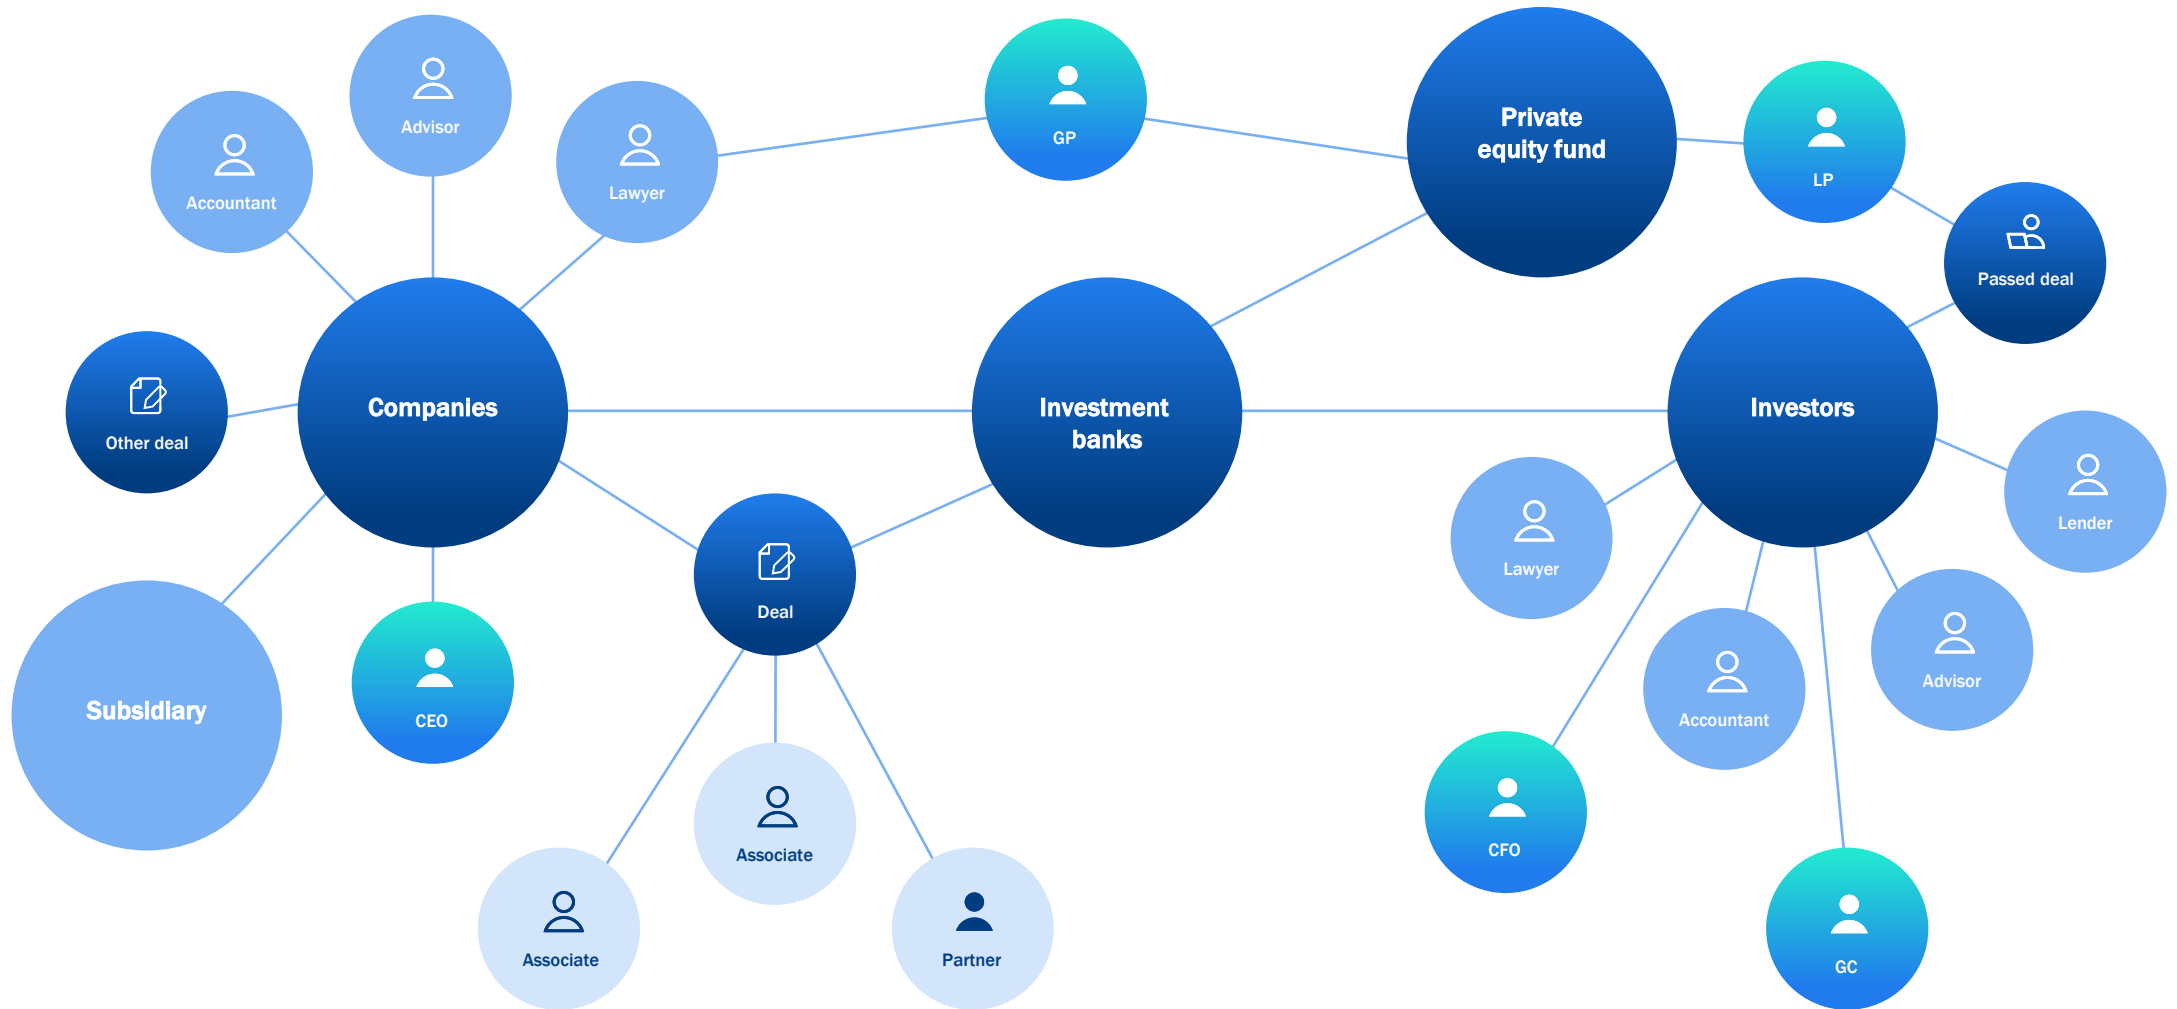 Advisor
Accountant
Lawyer
GP
Private
equity fund
LP
Passed deal
Other deal
Companies
Investment
banks
Investors
Lender
Lawyer
Deal
Subsidiary
CEO
Advisor
Accountant
Associate
CFO
Associate
Partner
GC